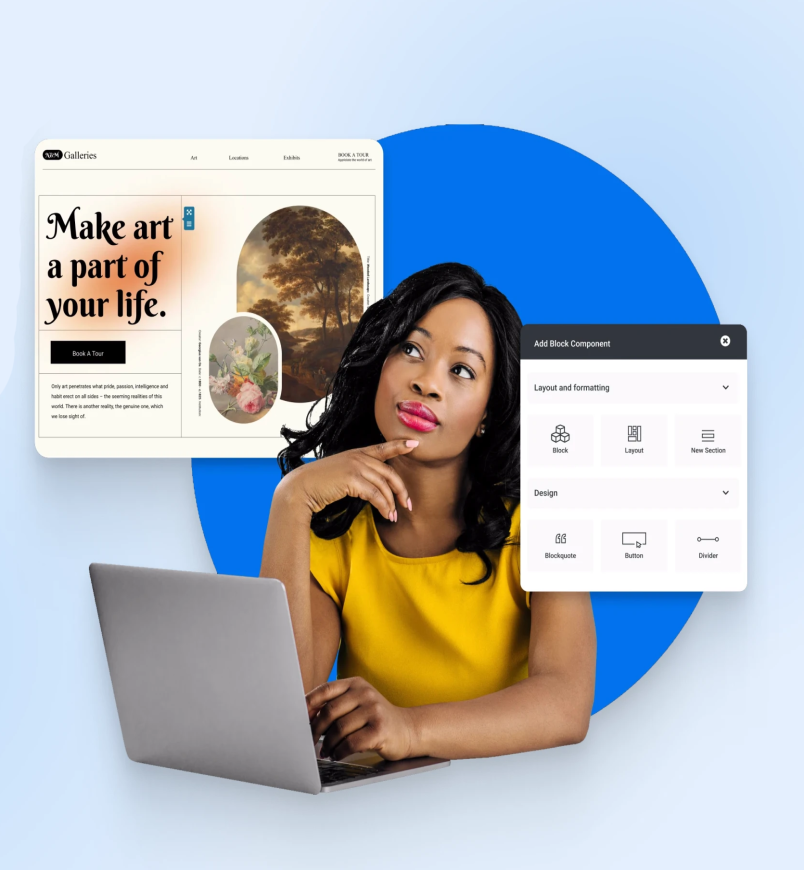 N&M Galleries
Art
Locations
Exhibits
BOOK A TOUR
Make art
a part of
your life.
Book A Tour
Only art penetrates what pride, passion, intelligence and
habit erect on all sides – the seeming realities of this
world. There is another reality, the genuine one, which
we lose sight of.
Add Block Component
Layout and formatting
Block
Layout
New Section
Design
Blockquote
Button
Divider